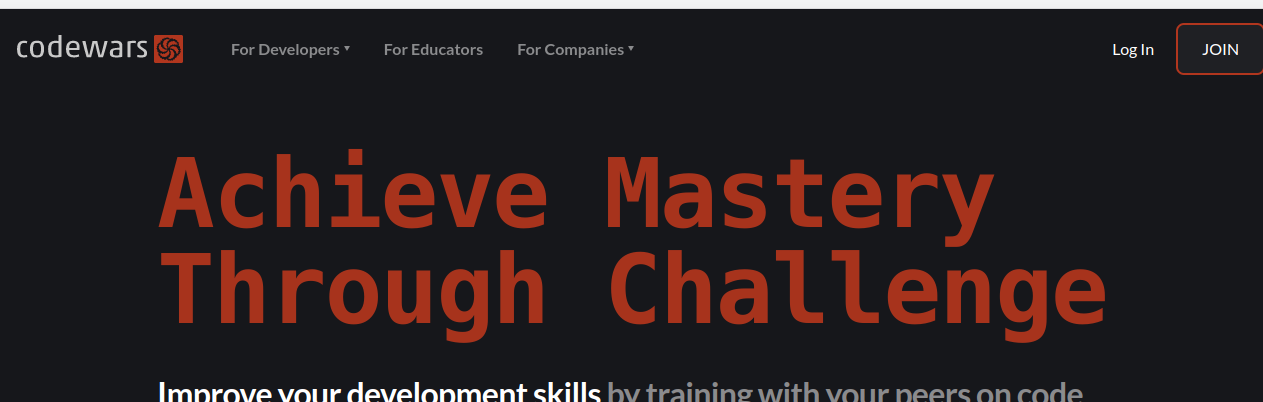 codewars
For Developers
For Educators
For Companies
Log In
JOIN
Achieve Mastery
Through Challenge
Improve your development skills by training with your peers on code